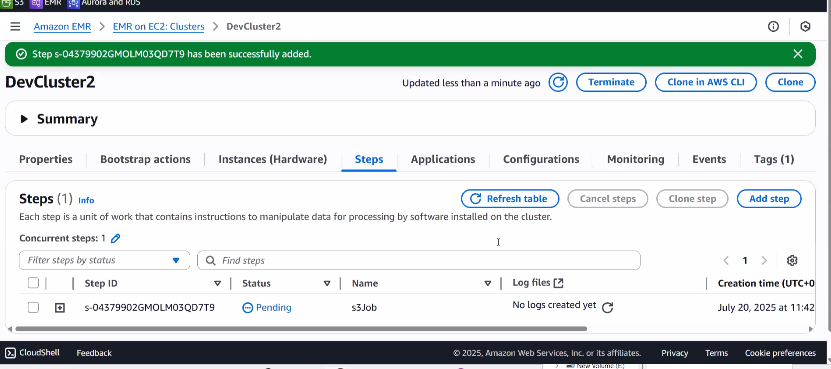 S3 EMR Aurora and RDS
Amazon EMR > EMR on EC2: Clusters > DevCluster2
Step s-04379902GMOLM03QD7T9 has been successfully added.
DevCluster2 Updated less than a minute ago Terminate Clone in AWS CLI Clone
Summary
Properties Bootstrap actions Instances (Hardware) Steps Applications Configurations Monitoring Events Tags (1)
Steps (1) Info Refresh table Cancel steps Clone step Add step
Each step is a unit of work that contains instructions to manipulate data for processing by software installed on the cluster.
Concurrent steps: 1
Filter steps by status Find steps 1
Step ID Status Name Log files Creation time (UTC+0
s-04379902GMOLM03QD7T9 Pending s3Job No logs created yet July 20, 2025 at 11:42
CloudShell Feedback © 2025, Amazon Web Services, Inc. or its affiliates. Privacy Terms Cookie preferences
New Volume (E:)